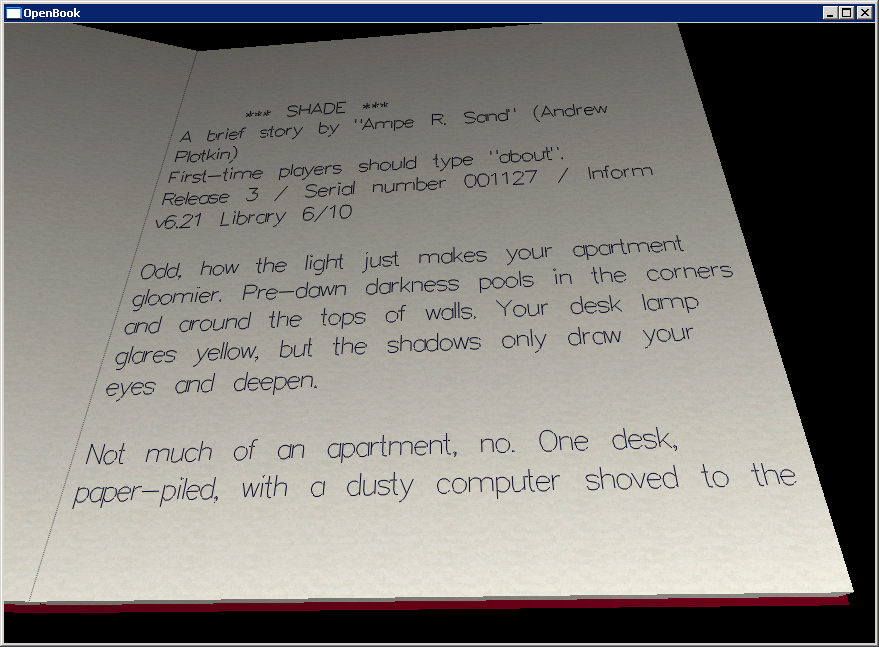 OpenBook
*** SHADE ***
A brief story by "Ampe R. Sand" (Andrew
Plotkin)
First-time players should type "about".
Release 3 / Serial number 001127 / Inform
v6.21 Library 6/10
Odd, how the light just makes your apartment
gloomier. Pre-dawn darkness pools in the corners
and around the tops of walls. Your desk lamp
glares yellow, but the shadows only draw your
eyes and deepen.
Not much of an apartment, no. One desk,
paper-piled, with a dusty computer shoved to the